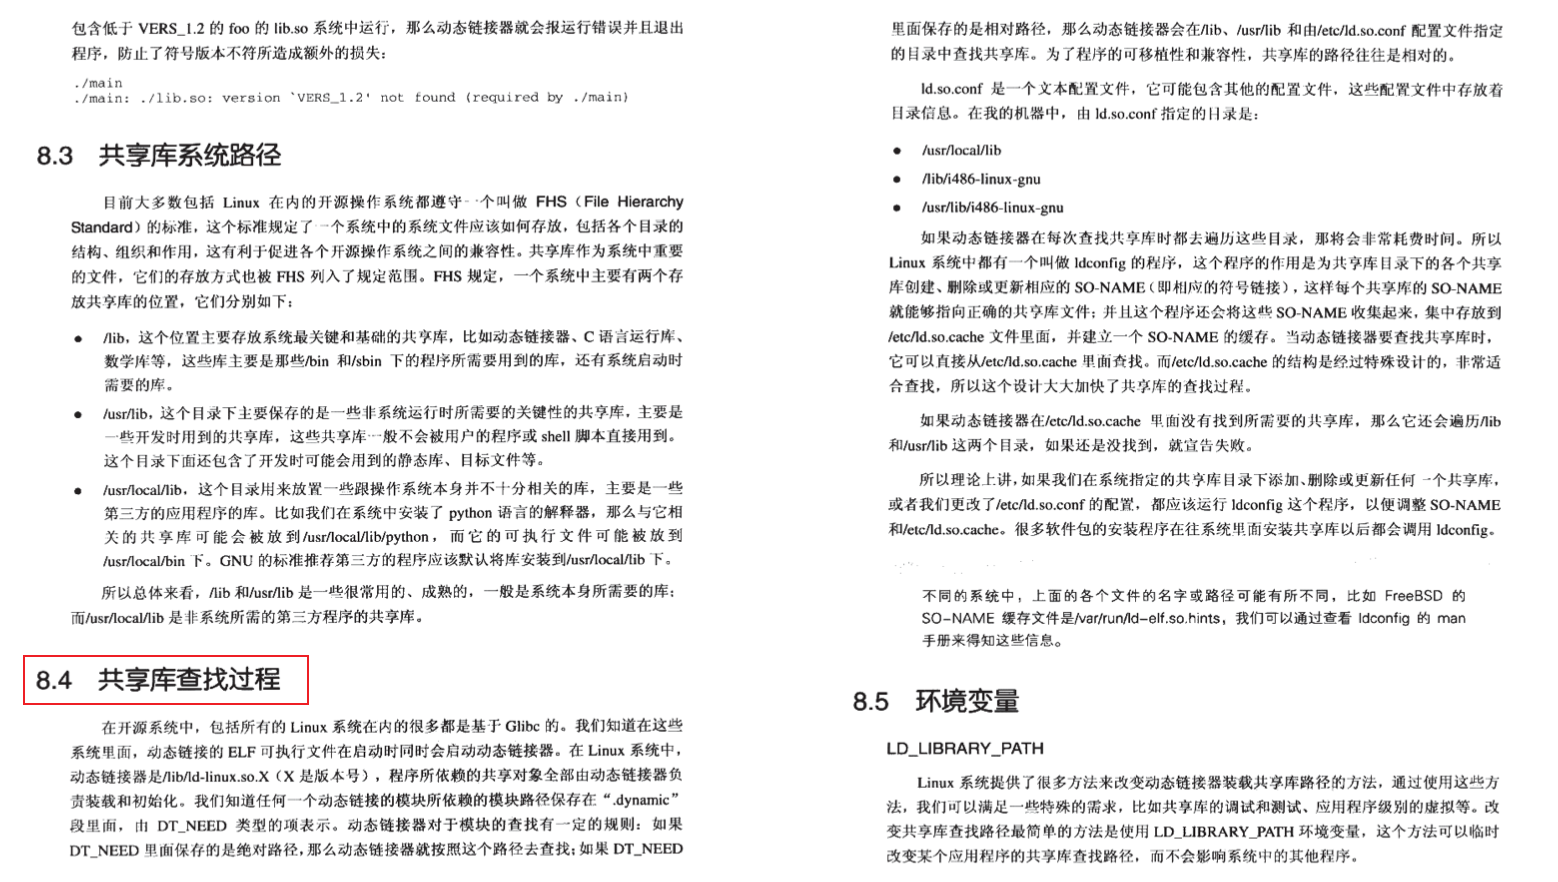 包含低于 VERS_1.2 的 foo 的 lib.so 系统中运行，那么动态链接器就会报运行错误并且退出
程序，防止了符号版本不符所造成额外的损失：
./main
./main: ./lib.so: version `VERS_1.2' not found (required by ./main)
8.3 共享库系统路径
目前大多数包括 Linux 在内的开源操作系统都遵守一个叫做 FHS（File Hierarchy
Standard）的标准，这个标准规定了一个系统中的系统文件应该如何存放，包括各个目录的
结构、组织和作用，这有利于促进各个开源操作系统之间的兼容性。共享库作为系统中重要
的文件，它们的存放方式也被 FHS 列入了规定范围。FHS 规定，一个系统中主要有两个存
放共享库的位置，它们分别如下：
● /lib，这个位置主要存放系统最关键和基础的共享库，比如动态链接器、C 语言运行库、
数学库等，这些库主要是那些/bin 和/sbin 下的程序所需要用到的库，还有系统启动时
需要的库。
● /usr/lib，这个目录下主要保存的是一些非系统运行时所需要的关键性的共享库，主要是
一些开发时用到的共享库，这些共享库一般不会被用户的程序或 shell 脚本直接用到。
这个目录下面还包含了开发时可能会用到的静态库、目标文件等。
● /usr/local/lib，这个目录用来放置一些跟操作系统本身并不十分相关的库，主要是一些
第三方的应用程序的库。比如我们在系统中安装了 python 语言的解释器，那么与它相
关的共享库可能会被放到/usr/local/lib/python，而它的可执行文件可能被放到
/usr/local/bin 下。GNU 的标准推荐第三方的程序应该默认将库安装到/usr/local/lib 下。
所以总体来看，/lib 和/usr/lib 是一些很常用的、成熟的，一般是系统本身所需要的库；
而/usr/local/lib 是非系统所需的第三方程序的共享库。
8.4 共享库查找过程
在开源系统中，包括所有的 Linux 系统在内的很多都是基于 Glibc 的。我们知道在这些
系统里面，动态链接的 ELF 可执行文件在启动时同时会启动动态链接器。在 Linux 系统中，
动态链接器是/lib/ld-linux.so.X（X 是版本号），程序所依赖的共享对象全部由动态链接器负
责装载和初始化。我们知道任何一个动态链接的模块所依赖的模块路径保存在“.dynamic”
段里面，由 DT_NEED 类型的项表示。动态链接器对于模块的查找有一定的规则：如果
DT_NEED 里面保存的是绝对路径，那么动态链接器就按照这个路径去查找；如果 DT_NEED
里面保存的是相对路径，那么动态链接器会在/lib、/usr/lib 和由/etc/ld.so.conf 配置文件指定
的目录中查找共享库。为了程序的可移植性和兼容性，共享库的路径往往是相对的。
ld.so.conf 是一个文本配置文件，它可能包含其他的配置文件，这些配置文件中存放着
目录信息。在我的机器中，由 ld.so.conf 指定的目录是：
● /usr/local/lib
● /lib/i486-linux-gnu
● /usr/lib/i486-linux-gnu
如果动态链接器在每次查找共享库时都去遍历这些目录，那将会非常耗费时间。所以
Linux 系统中都有一个叫做 ldconfig 的程序，这个程序的作用是为共享库目录下的各个共享
库创建、删除或更新相应的 SO-NAME（即相应的符号链接），这样每个共享库的 SO-NAME
就能够指向正确的共享库文件；并且这个程序还会将这些 SO-NAME 收集起来，集中存放到
/etc/ld.so.cache 文件里面，并建立一个 SO-NAME 的缓存。当动态链接器要查找共享库时，
它可以直接从/etc/ld.so.cache 里面查找。而/etc/ld.so.cache 的结构是经过特殊设计的，非常适
合查找，所以这个设计大大加快了共享库的查找过程。
如果动态链接器在/etc/ld.so.cache 里面没有找到所需要的共享库，那么它还会遍历/lib
和/usr/lib 这两个目录，如果还是没找到，就宣告失败。
所以理论上讲，如果我们在系统指定的共享库目录下添加、删除或更新任何一个共享库，
或者我们更改了/etc/ld.so.conf 的配置，都应该运行 ldconfig 这个程序，以便调整 SO-NAME
和/etc/ld.so.cache。很多软件包的安装程序在往系统里面安装共享库以后都会调用 ldconfig。
不同的系统中，上面的各个文件的名字或路径可能有所不同，比如 FreeBSD 的
SO-NAME 缓存文件是/var/run/ld-elf.so.hints，我们可以通过查看 ldconfig 的 man
手册来得知这些信息。
8.5 环境变量
LD_LIBRARY_PATH
Linux 系统提供了很多方法来改变动态链接器装载共享库路径的方法，通过使用这些方
法，我们可以满足一些特殊的需求，比如共享库的调试和测试、应用程序级别的虚拟等。改
变共享库查找路径最简单的方法是使用 LD_LIBRARY_PATH 环境变量，这个方法可以临时
改变某个应用程序的共享库查找路径，而不会影响系统中的其他程序。